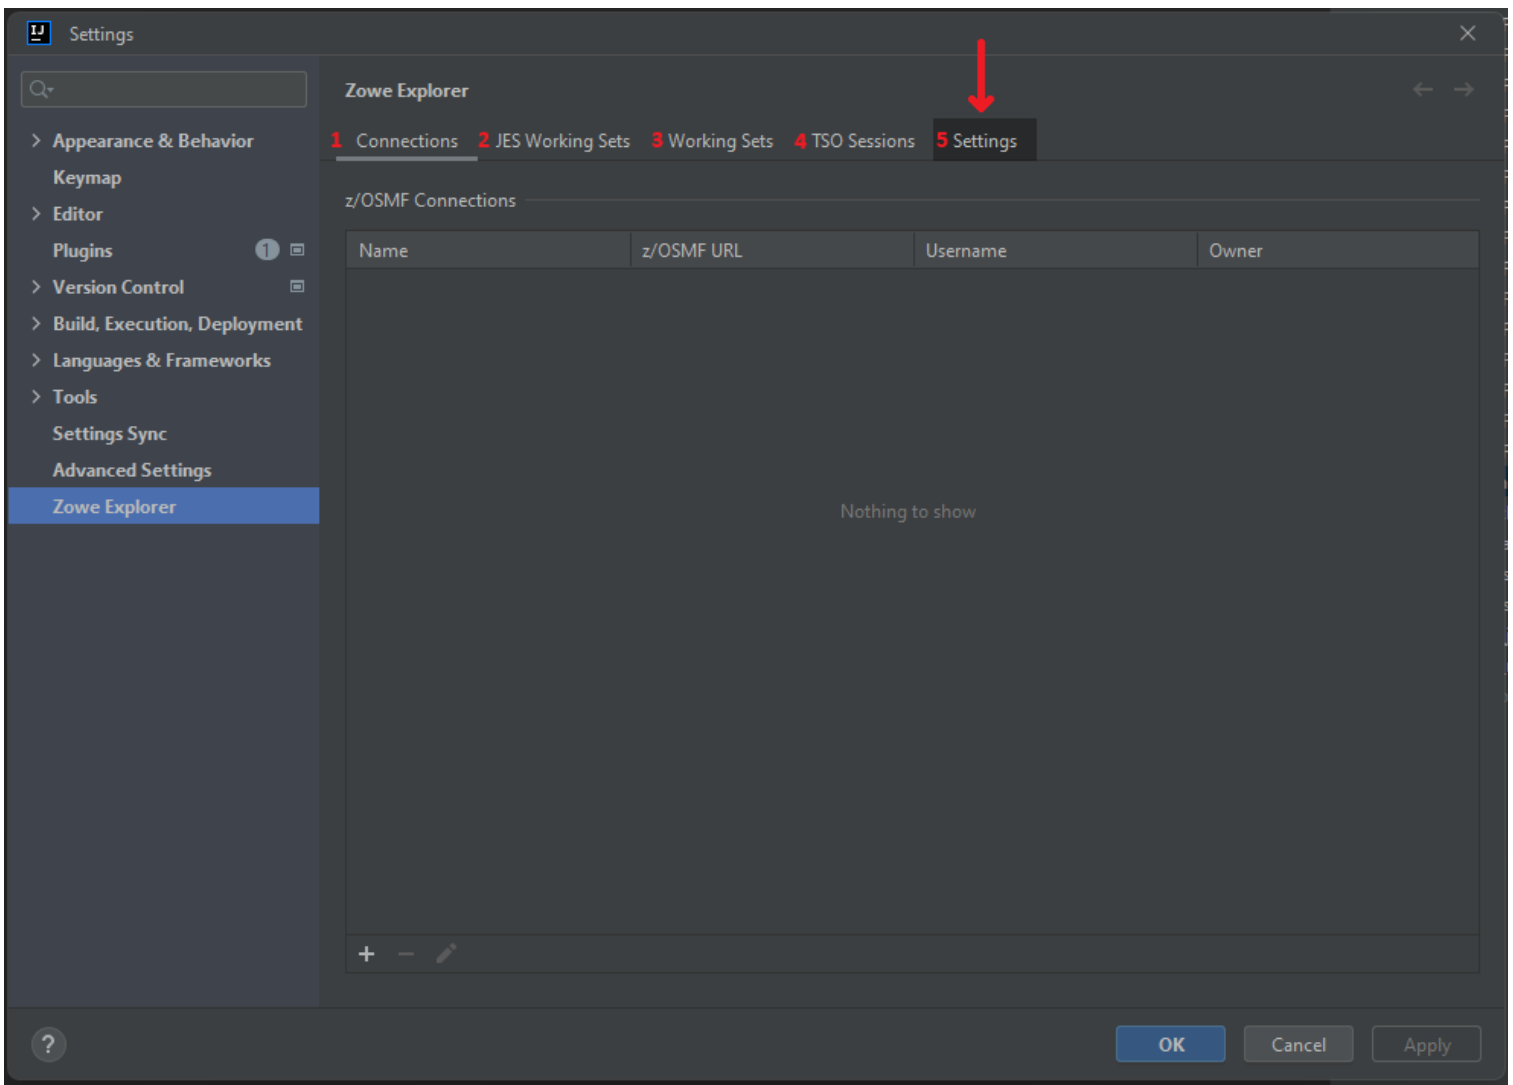 IJ Settings
Zowe Explorer
Appearance & Behavior
Keymap
Editor
Plugins 1
Version Control
Build, Execution, Deployment
Languages & Frameworks
Tools
Settings Sync
Advanced Settings
Zowe Explorer
1 Connections 2 JES Working Sets 3 Working Sets 4 TSO Sessions 5 Settings
z/OSMF Connections
Name z/OSMF URL Username Owner
Nothing to show
? OK Cancel Apply